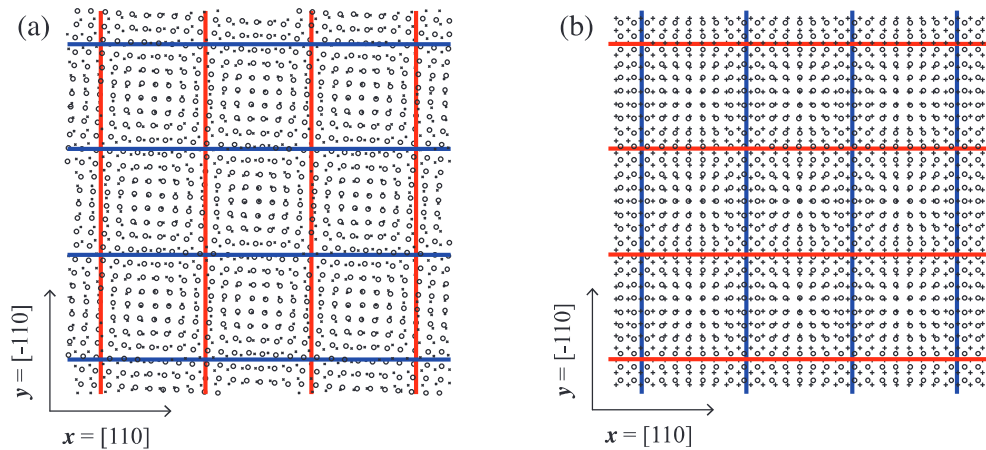 (a)
(b)
y = [-110]
x = [110]
y = [-110]
x = [110]